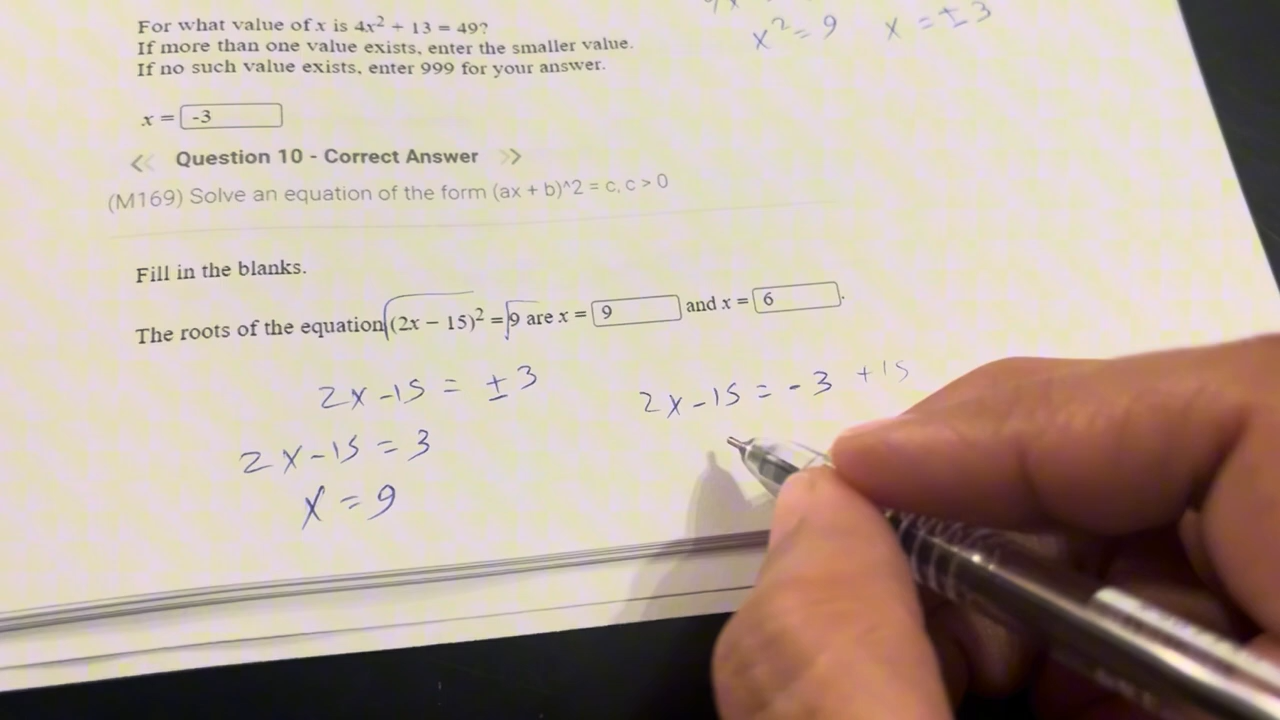 For what value of x is 4x² + 13 = 49?
If more than one value exists, enter the smaller value.
If no such value exists, enter 999 for your answer.
x² = 9 x = ±3
x = -3
Question 10 - Correct Answer
(M169) Solve an equation of the form (ax + b)^2 = c, c > 0
Fill in the blanks.
The roots of the equation (2x − 15)² = 9 are x = 9 and x = 6.
2x-15 = ±3
2x-15 = 3
x = 9
2x-15 = -3 +15